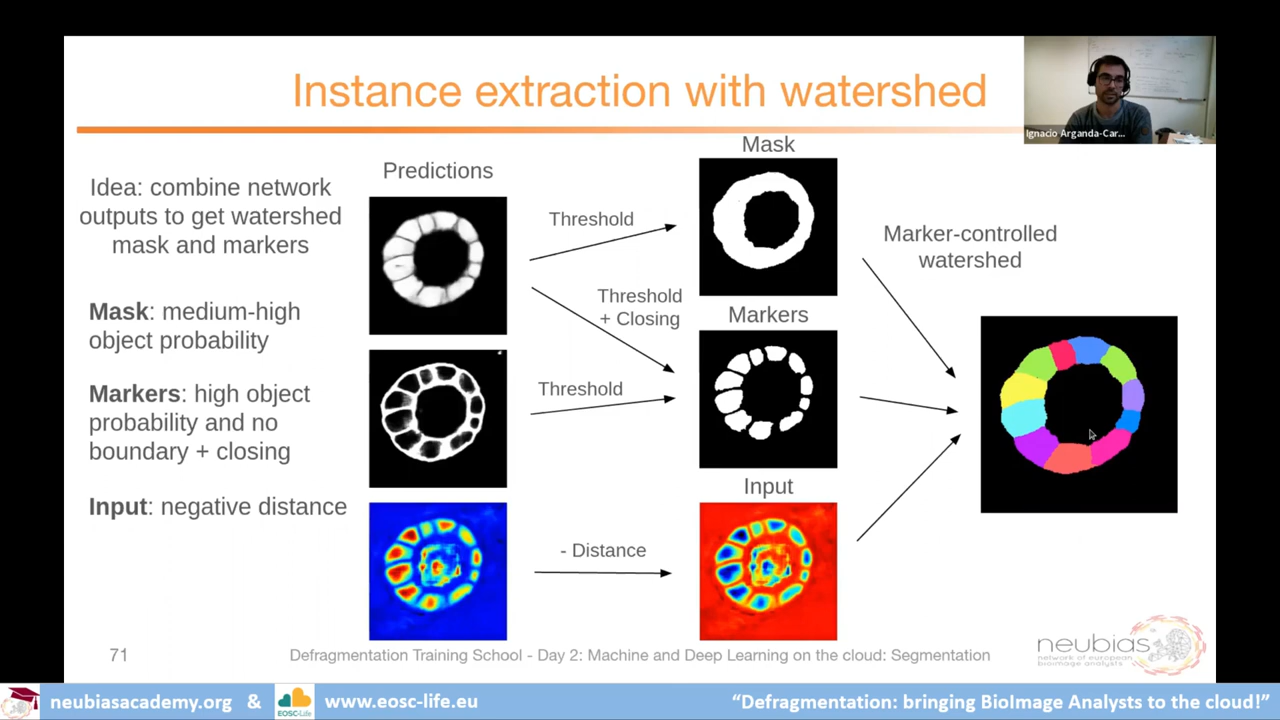 Instance extraction with watershed
Ignacio Arganda-Car...
Idea: combine network
outputs to get watershed
mask and markers
Mask: medium-high
object probability
Markers: high object
probability and no
boundary + closing
Input: negative distance
Predictions
Threshold
Threshold
+ Closing
Threshold
- Distance
Mask
Markers
Input
Marker-controlled
watershed
71
Defragmentation Training School - Day 2: Machine and Deep Learning on the cloud: Segmentation
neubias
network of european
bioimage analysts
neubiasacademy.org & 
EOSC-Life
www.eosc-life.eu
“Defragmentation: bringing BioImage Analysts to the cloud!”